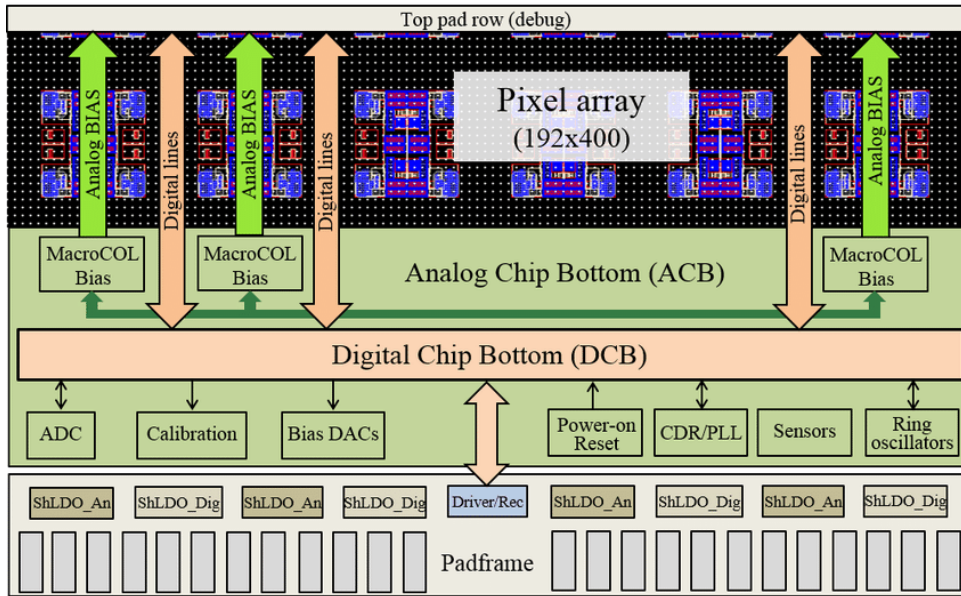 Top pad row (debug)
Analog BIAS
Digital lines
Analog BIAS
Digital lines
Pixel array
(192x400)
Digital lines
Analog BIAS
MacroCOL
Bias
MacroCOL
Bias
Analog Chip Bottom (ACB)
MacroCOL
Bias
Digital Chip Bottom (DCB)
ADC
Calibration
Bias DACs
Power-on
Reset
CDR/PLL
Sensors
Ring
oscillators
ShLDO_An
ShLDO_Dig
ShLDO_An
ShLDO_Dig
Driver/Rec
ShLDO_An
ShLDO_Dig
ShLDO_An
ShLDO_Dig
Padframe